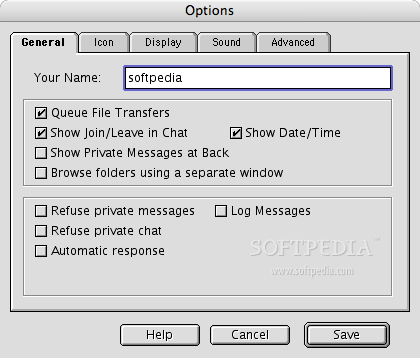 Options
General Icon Display Sound Advanced
Your Name: softpedia
Queue File Transfers
Show Join/Leave in Chat Show Date/Time
Show Private Messages at Back
Browse folders using a separate window
Refuse private messages Log Messages
Refuse private chat
Automatic response
SOFTPEDIA™
www.softpedia.com
Help Cancel Save